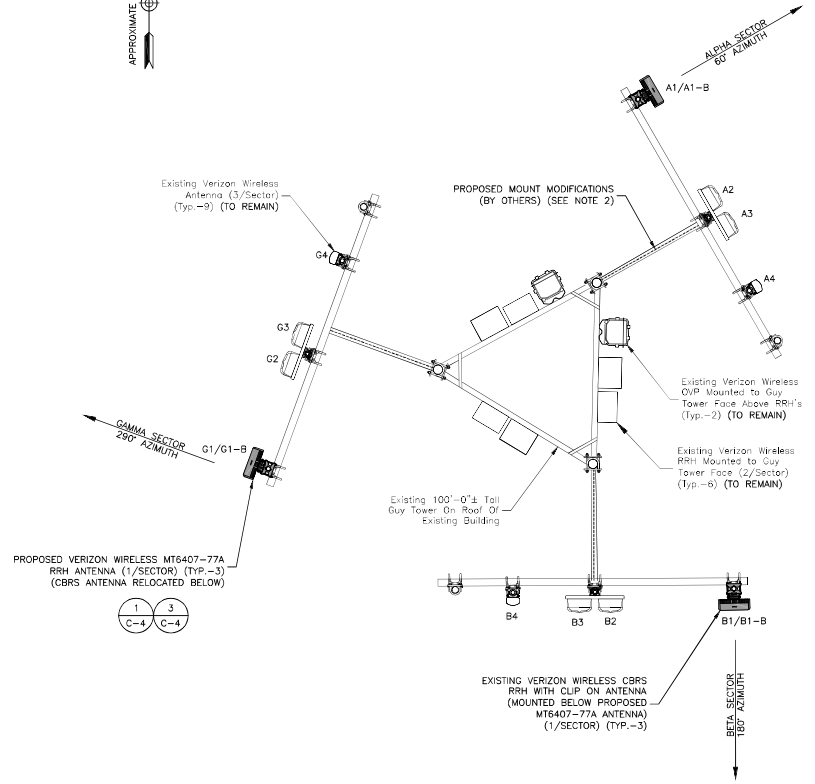 APPROXIMATE
ALPHA SECTOR
60° AZIMUTH
A1/A1-B
Existing Verizon Wireless
Antenna (3/Sector)
(Typ.-9) (TO REMAIN)
PROPOSED MOUNT MODIFICATIONS
(BY OTHERS) (SEE NOTE 2)
A2
A3
G4
A4
G3
G2
Existing Verizon Wireless
OVP Mounted to Guy
Tower Face Above RRH's
(Typ.-2) (TO REMAIN)
GAMMA SECTOR
290° AZIMUTH
G1/G1-B
Existing Verizon Wireless
RRH Mounted to Guy
Tower Face (2/Sector)
(Typ.-6) (TO REMAIN)
Existing 100'-0"± Tall
Guy Tower On Roof Of
Existing Building
PROPOSED VERIZON WIRELESS MT6407-77A
RRH ANTENNA (1/SECTOR) (TYP.-3)
(CBRS ANTENNA RELOCATED BELOW)
1
C-4
3
C-4
B4
B3
B2
B1/B1-B
EXISTING VERIZON WIRELESS CBRS
RRH WITH CLIP ON ANTENNA
(MOUNTED BELOW PROPOSED
MT6407-77A ANTENNA)
(1/SECTOR) (TYP.-3)
BETA SECTOR
180° AZIMUTH